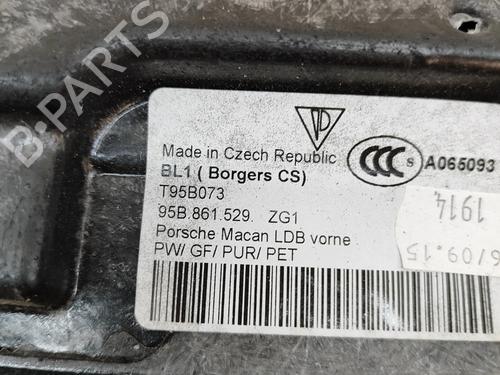 B-PARTS
Made in Czech Republic
CCC S A065093
BL1 ( Borgers CS)
T95B073
95B.861.529. ZG1
Porsche Macan LDB vorne
PW/ GF/ PUR/ PET
1914
6/09.15